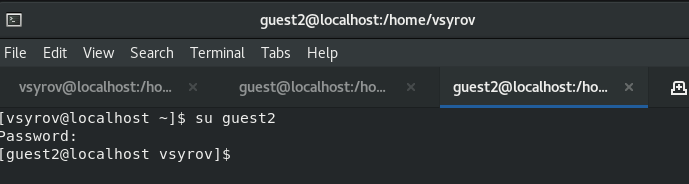 guest2@localhost:/home/vsyrov
File Edit View Search Terminal Tabs Help
vsyrov@localhost:/ho... × guest@localhost:/ho... × guest2@localhost:/ho... ×
[vsyrov@localhost ~]$ su guest2
Password:
[guest2@localhost vsyrov]$